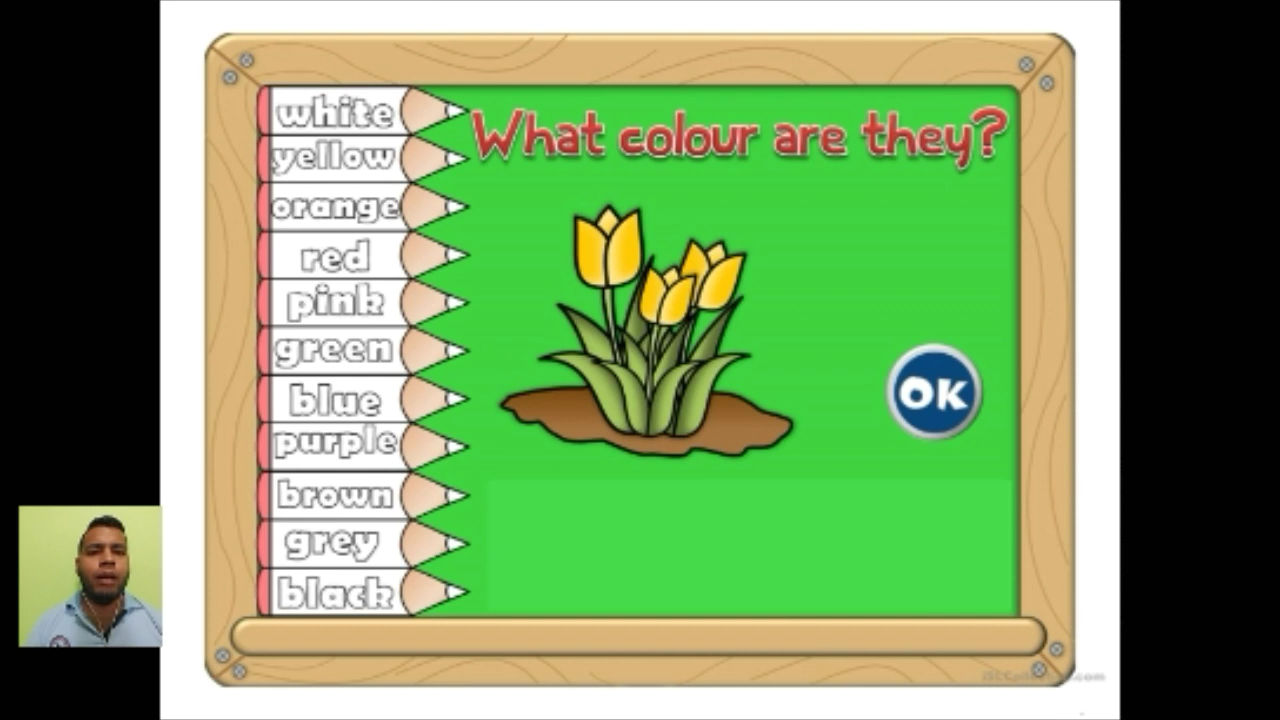 What colour are they?
white
yellow
orange
red
pink
green
blue
purple
brown
grey
black
OK